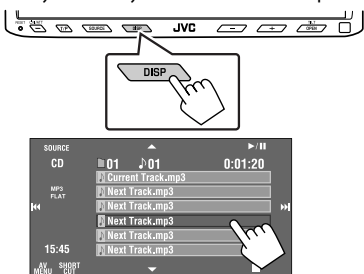 RESET T/P SOURCE DISP JVC − + TILT OPEN
DISP
SOURCE
CD 01 01 0:01:20
Current Track.mp3
MP3 Next Track.mp3
FLAT Next Track.mp3
Next Track.mp3
Next Track.mp3
15:45 Next Track.mp3
AV MENU SHORT CUT